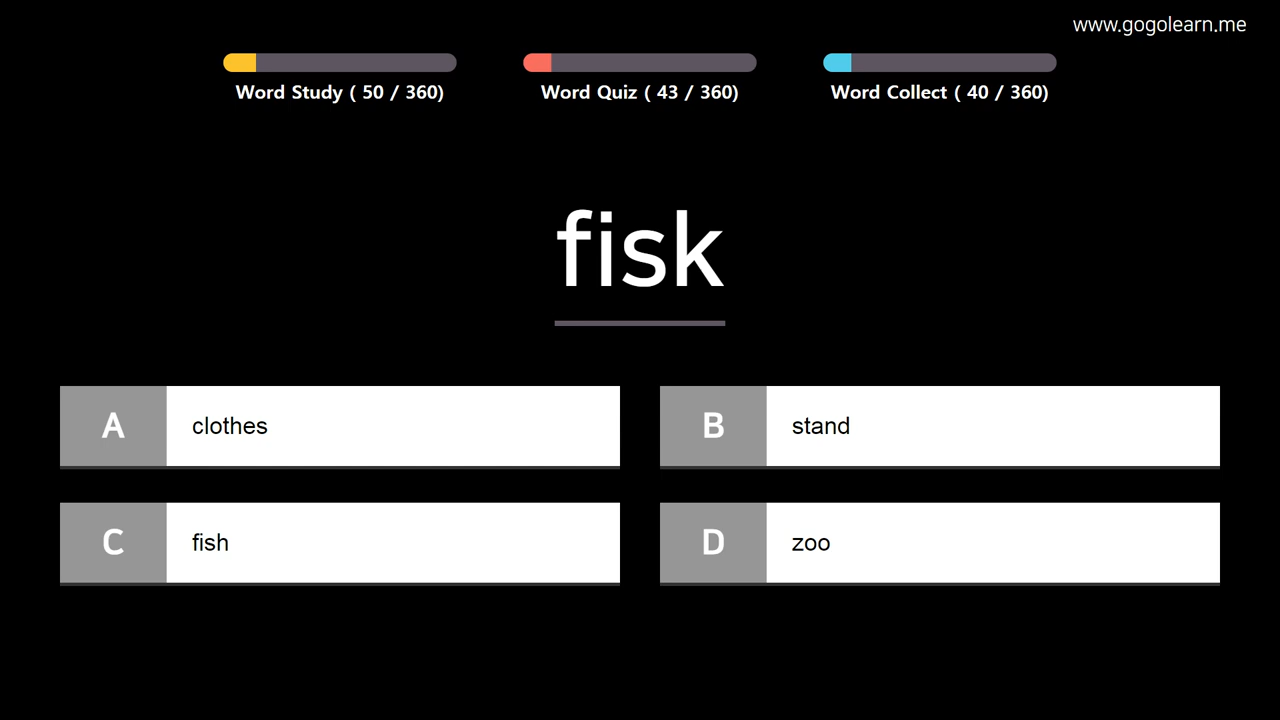 www.gogolearn.me
Word Study ( 50 / 360)
Word Quiz ( 43 / 360)
Word Collect ( 40 / 360)
fisk
A clothes
B stand
C fish
D zoo